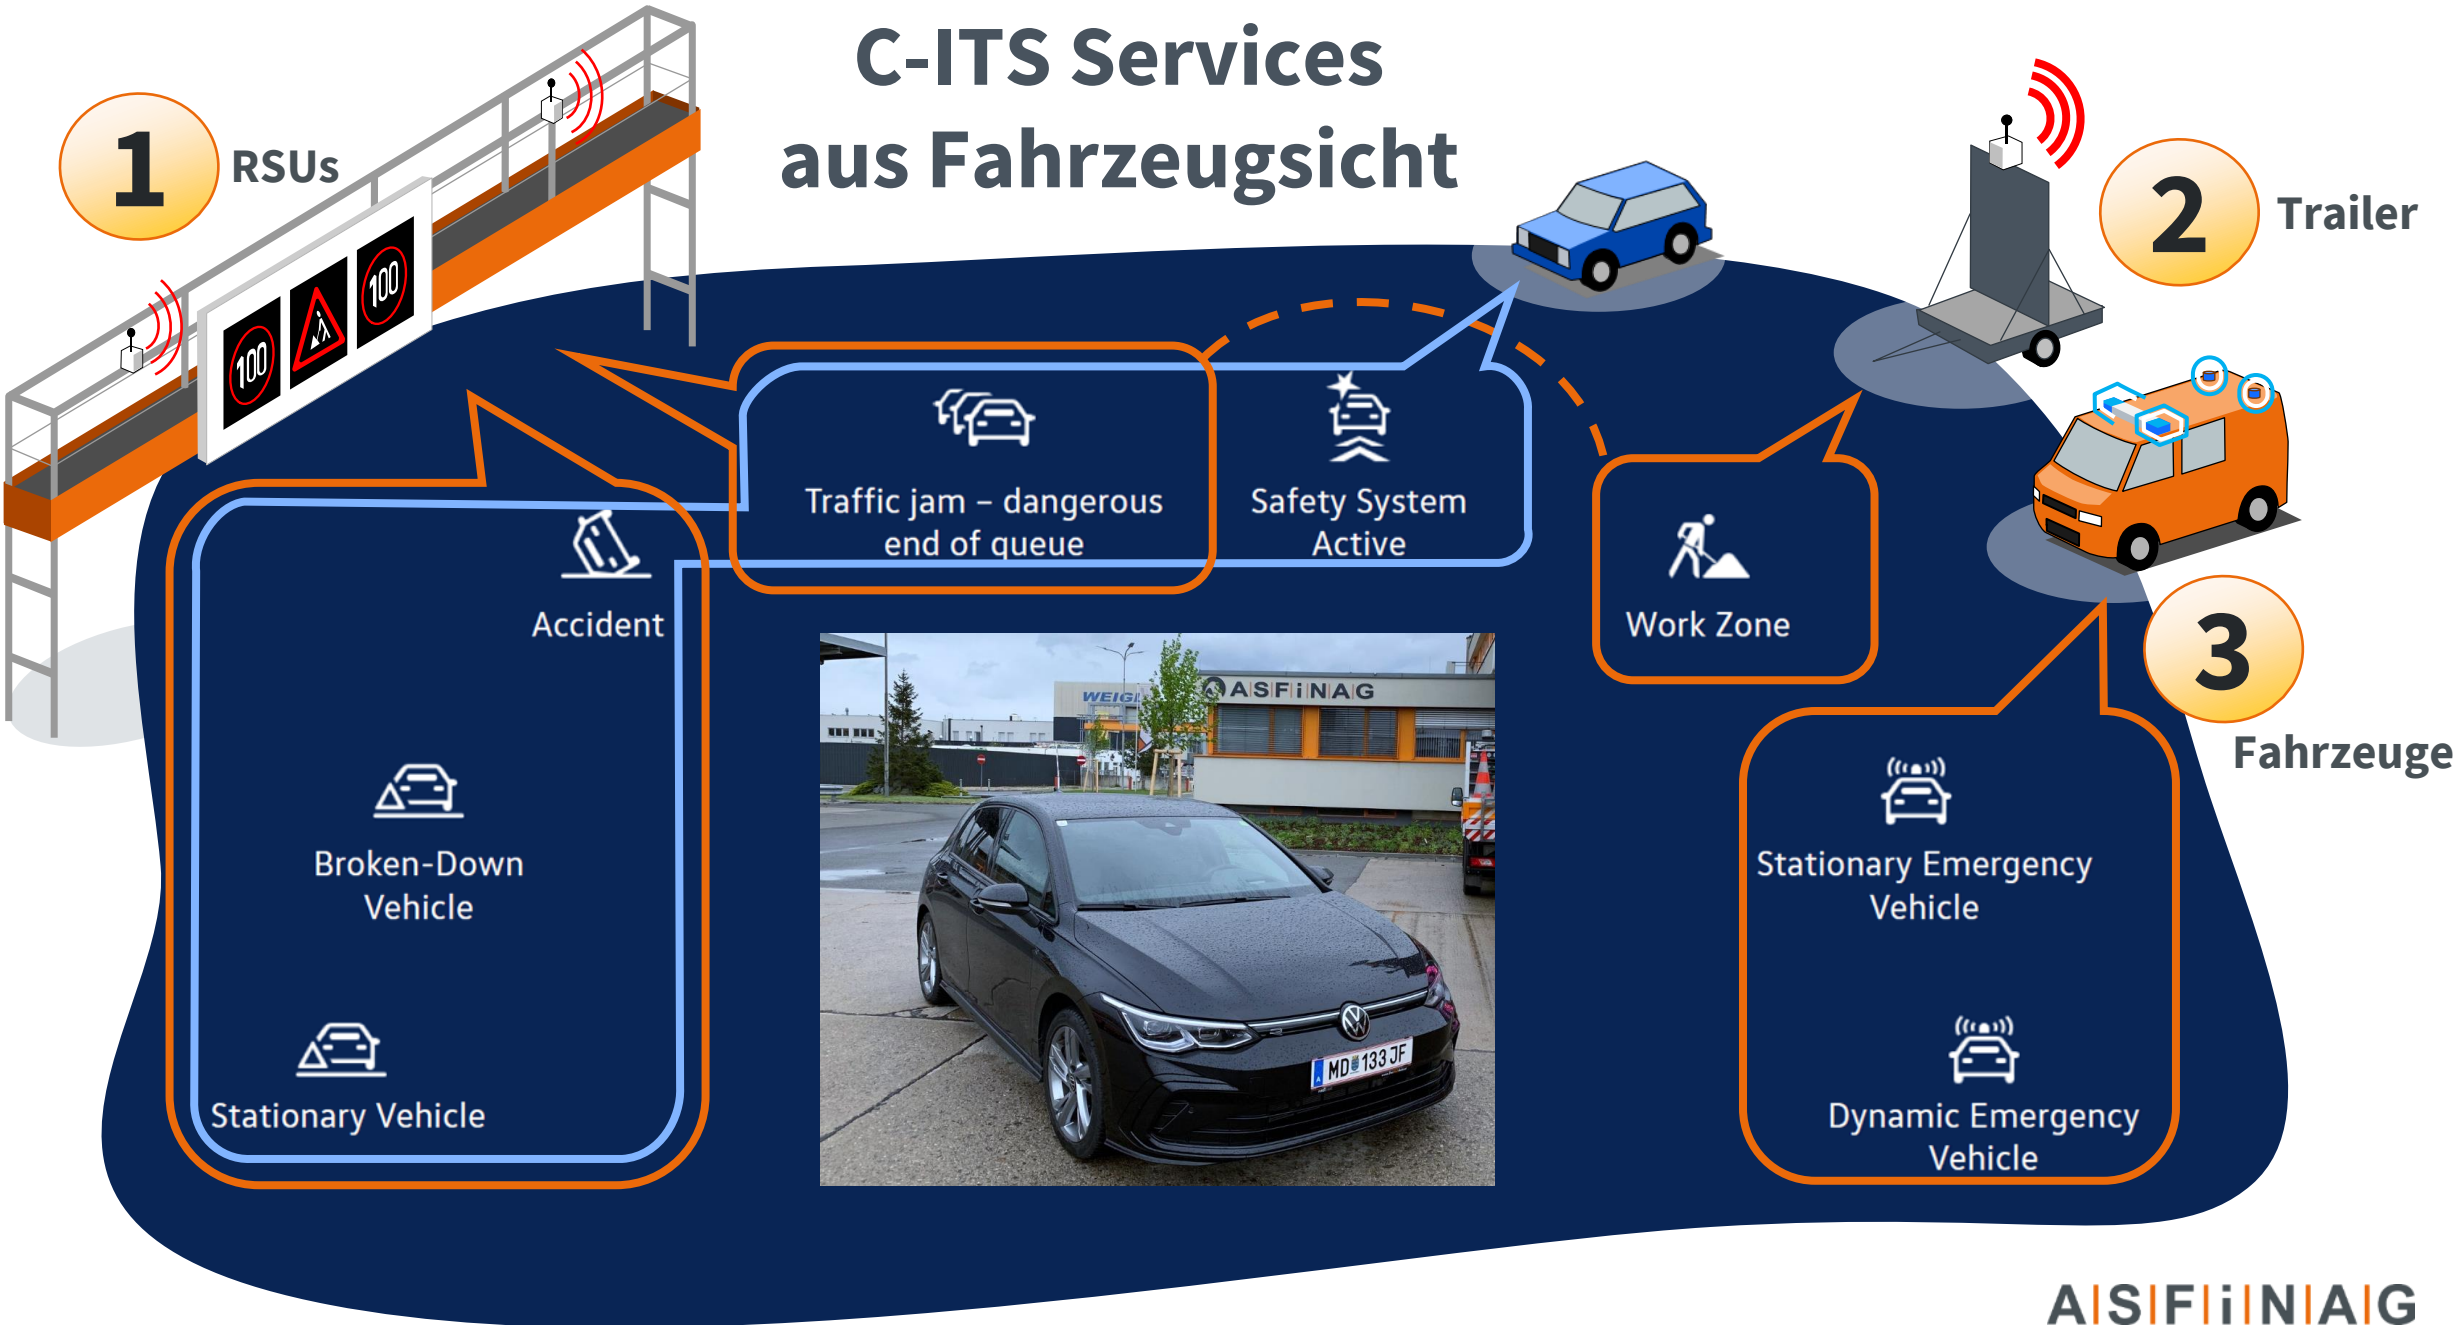 C-ITS Services
aus Fahrzeugsicht
1
RSUs
100
100
2
Trailer
3
Fahrzeuge
Traffic jam – dangerous
end of queue
Safety System
Active
Accident
Work Zone
Broken-Down
Vehicle
Stationary Emergency
Vehicle
Stationary Vehicle
Dynamic Emergency
Vehicle
WEIGL
ASFiNAG
MD 133 JF
A|S|F|i|N|A|G